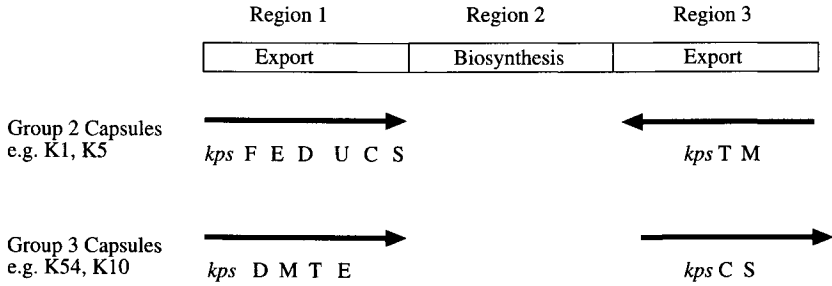 Region 1 Region 2 Region 3
Export Biosynthesis Export
Group 2 Capsules
e.g. K1, K5
kps F E D U C S kps T M
Group 3 Capsules
e.g. K54, K10
kps D M T E kps C S